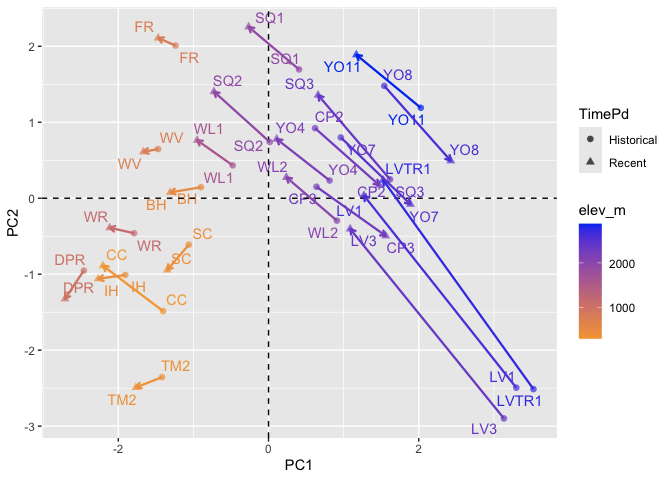 FR
FR
SQ1
SQ1
YO11
YO11
YO8
YO8
SQ3
SQ2
SQ2
CP2
YO4
YO7
WL1
WL1
WV
WV
WL2
YO4
LVTR1
BH
BH
CP3
CP2
SQ3
LV1
YO7
WR
WR
WL2
LV3
CP3
SC
SC
CC
DPR
DPR
IH
IH
CC
TM2
TM2
LV1
LVTR1
LV3
2
1
0
-1
-2
-3
-2
0
2
PC1
PC2
TimePd
Historical
Recent
elev_m
2000
1000